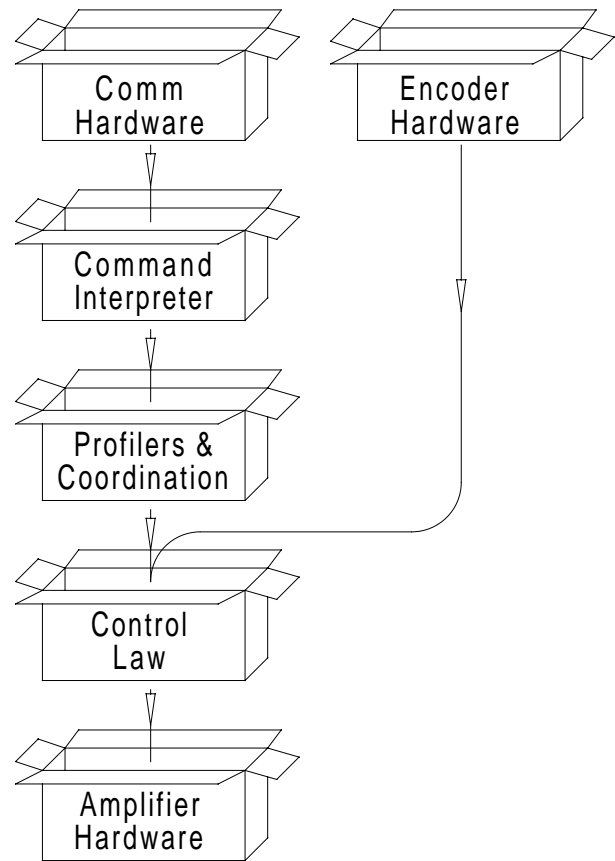 Comm
Hardware
Encoder
Hardware
Command
Interpreter
Profilers &
Coordination
Control
Law
Amplifier
Hardware